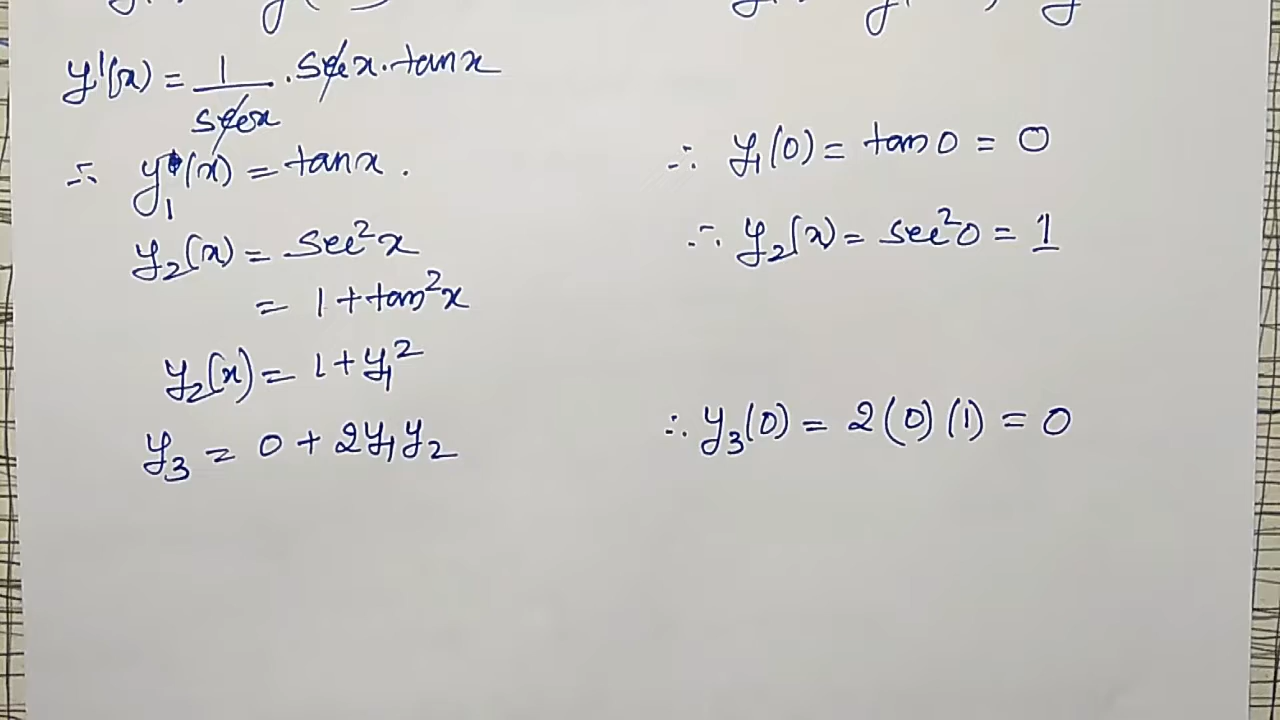 y'(x) = 1/secx · secx · tanx
∴ y₁(x) = tanx .
y₂(x) = sec²x
= 1 + tan²x
y₂(x) = 1 + y₁²
y₃ = 0 + 2y₁y₂
∴ y₁(0) = tan0 = 0
∴ y₂(x) = sec²0 = 1
∴ y₃(0) = 2(0)(1) = 0